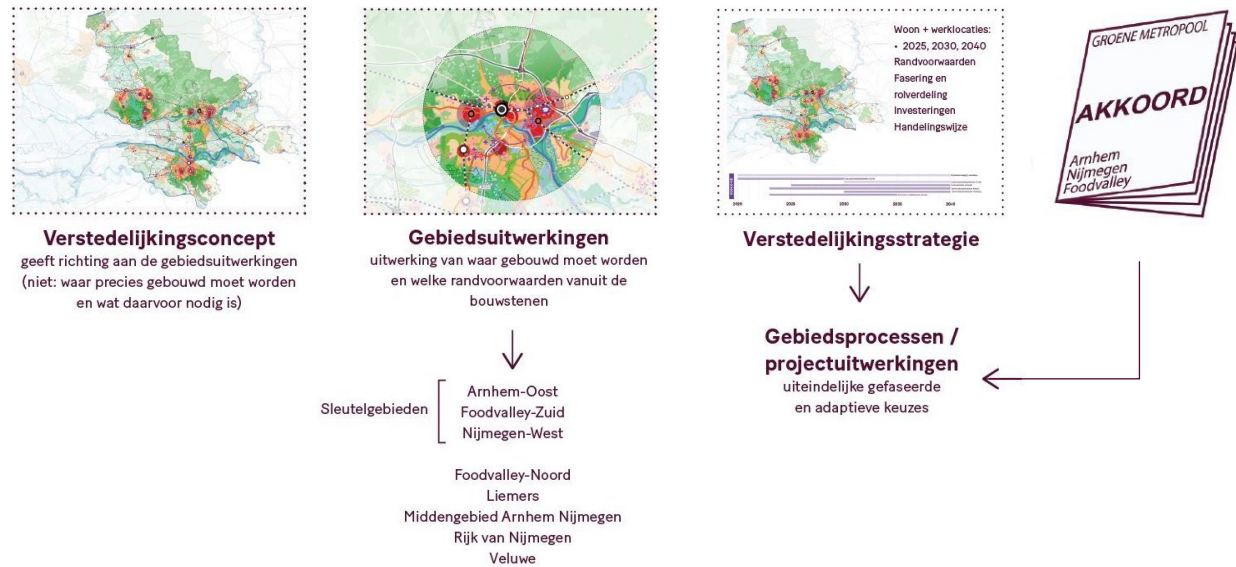 Verstedelijkingsconcept
geeft richting aan de gebiedsuitwerkingen
(niet: waar precies gebouwd moet worden
en wat daarvoor nodig is)
Gebiedsuitwerkingen
uitwerking van waar gebouwd moet worden
en welke randvoorwaarden vanuit de
bouwstenen
Sleutelgebieden
Arnhem-Oost
Foodvalley-Zuid
Nijmegen-West
Foodvalley-Noord
Liemers
Middengebied Arnhem Nijmegen
Rijk van Nijmegen
Veluwe
Woon + werklocaties:
• 2025, 2030, 2040
Randvoorwaarden
Fasering en
rolverdeling
Investeringen
Handelingswijze
Verstedelijkingsstrategie
Gebiedsprocessen /
projectuitwerkingen
uiteindelijke gefaseerde
en adaptieve keuzes
GROENE METROPOOL
AKKOORD
Arnhem
Nijmegen
Foodvalley